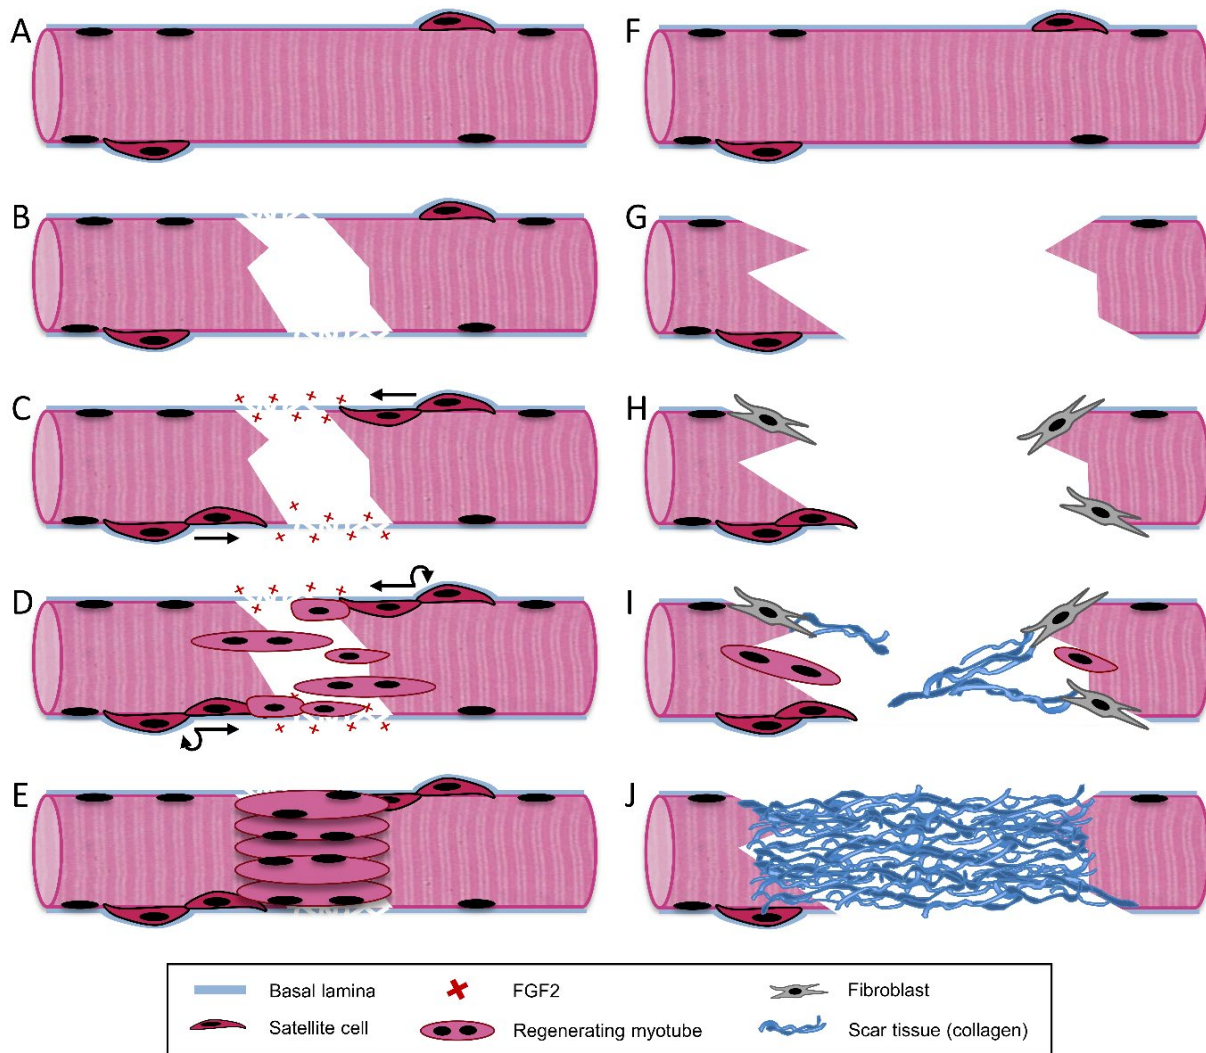 A
F
B
G
C
H
D
I
E
J
Basal lamina
FGF2
Fibroblast
Satellite cell
Regenerating myotube
Scar tissue (collagen)